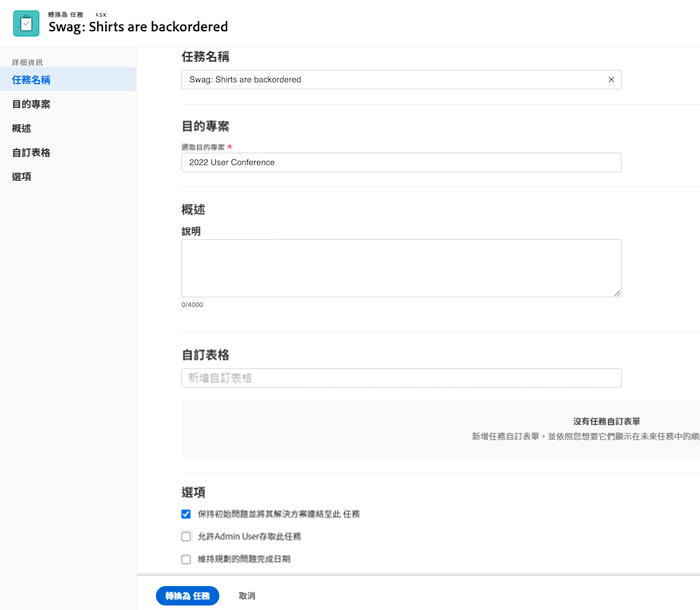 轉換為 任務 ASK
Swag: Shirts are backordered
詳細資訊
任務名稱
目的專案
概述
自訂表格
選項
任務名稱
Swag: Shirts are backordered
目的專案
選取目的專案 *
2022 User Conference
概述
說明
0/4000
自訂表格
新增自訂表格
沒有任務自訂表單
新增任務自訂表單，並依照您想要它們顯示在未來任務中的順
選項
保持初始問題並將其解決方案連結至此 任務
允許Admin User存取此任務
維持規劃的問題完成日期
轉換為 任務
取消